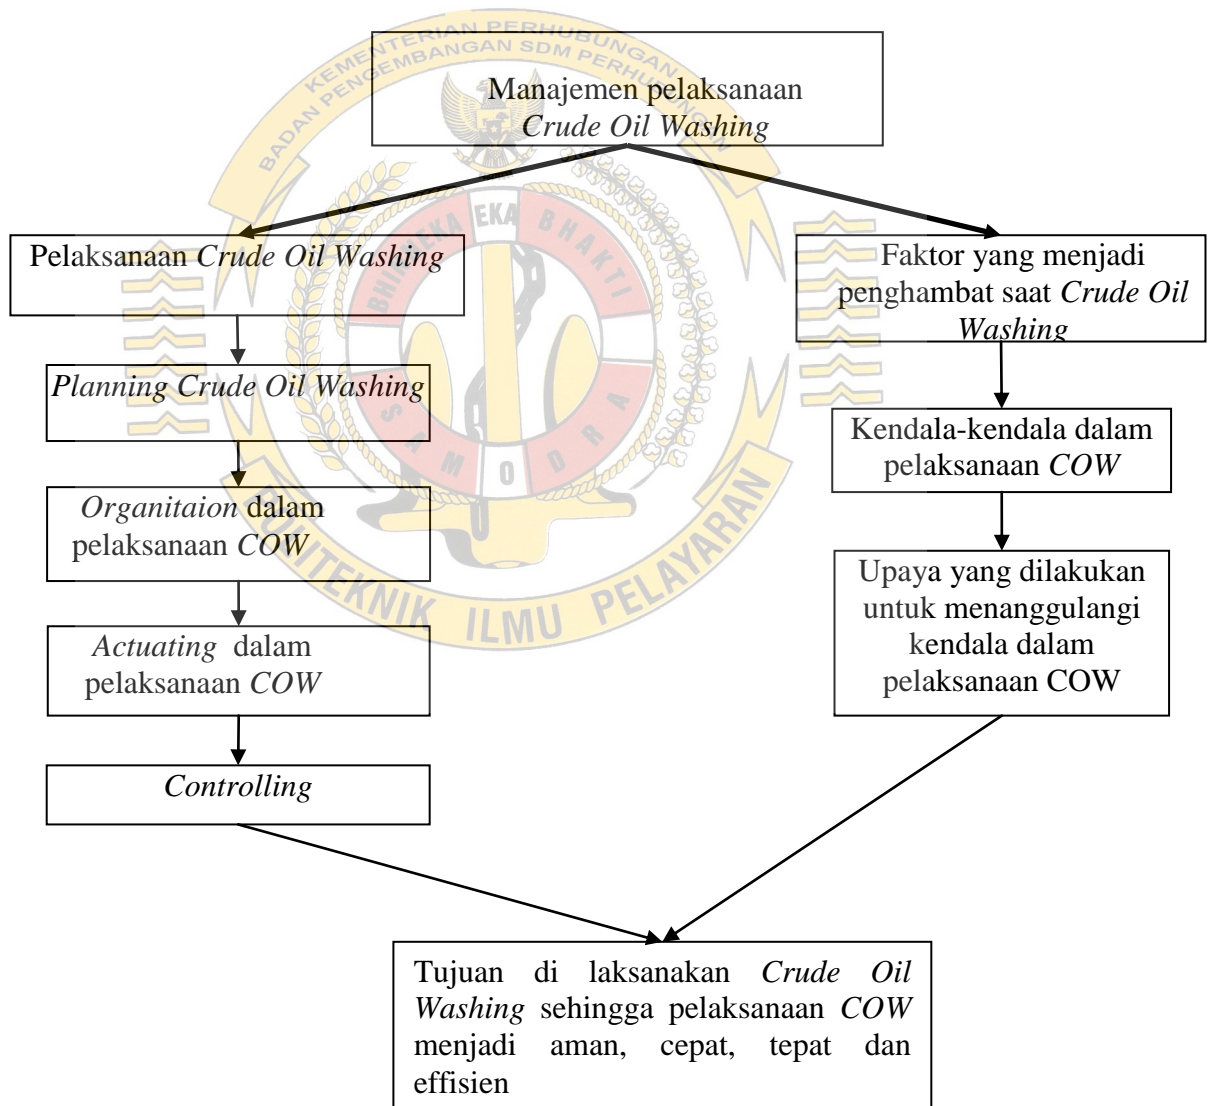 KEMENTERIAN PERHUBUNGAN
BADAN PENGEMBANGAN SDM PERHUBUNGAN
Manajemen pelaksanaan
Crude Oil Washing
BHINNEKA EKA BHAKTI
SAMODRA
POLITEKNIK ILMU PELAYARAN
Pelaksanaan Crude Oil Washing
Planning Crude Oil Washing
Organitaion dalam
pelaksanaan COW
Actuating dalam
pelaksanaan COW
Controlling
Faktor yang menjadi
penghambat saat Crude Oil
Washing
Kendala-kendala dalam
pelaksanaan COW
Upaya yang dilakukan
untuk menanggulangi
kendala dalam
pelaksanaan COW
Tujuan di laksanakan Crude Oil
Washing sehingga pelaksanaan COW
menjadi aman, cepat, tepat dan
effisien